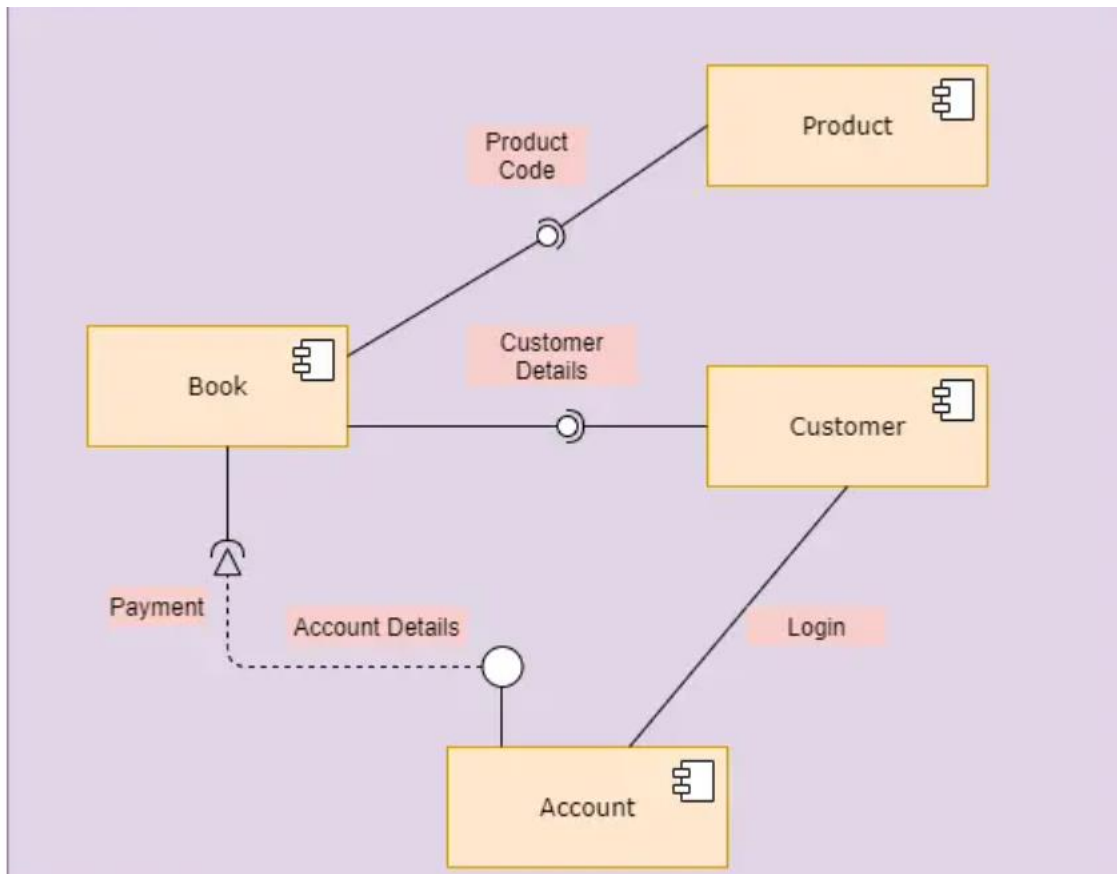 Product
Product
Code
Customer
Details
Book
Customer
Payment
Account Details
Login
Account